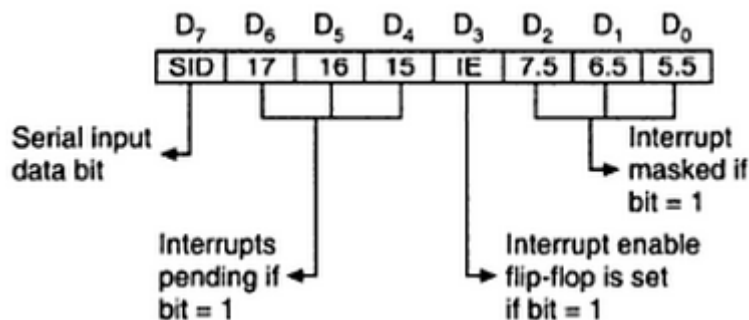 D7 D6 D5 D4 D3 D2 D1 D0
SID 17 16 15 IE 7.5 6.5 5.5
Serial input
data bit
Interrupt
masked if
bit = 1
Interrupts
pending if
bit = 1
Interrupt enable
flip-flop is set
if bit = 1